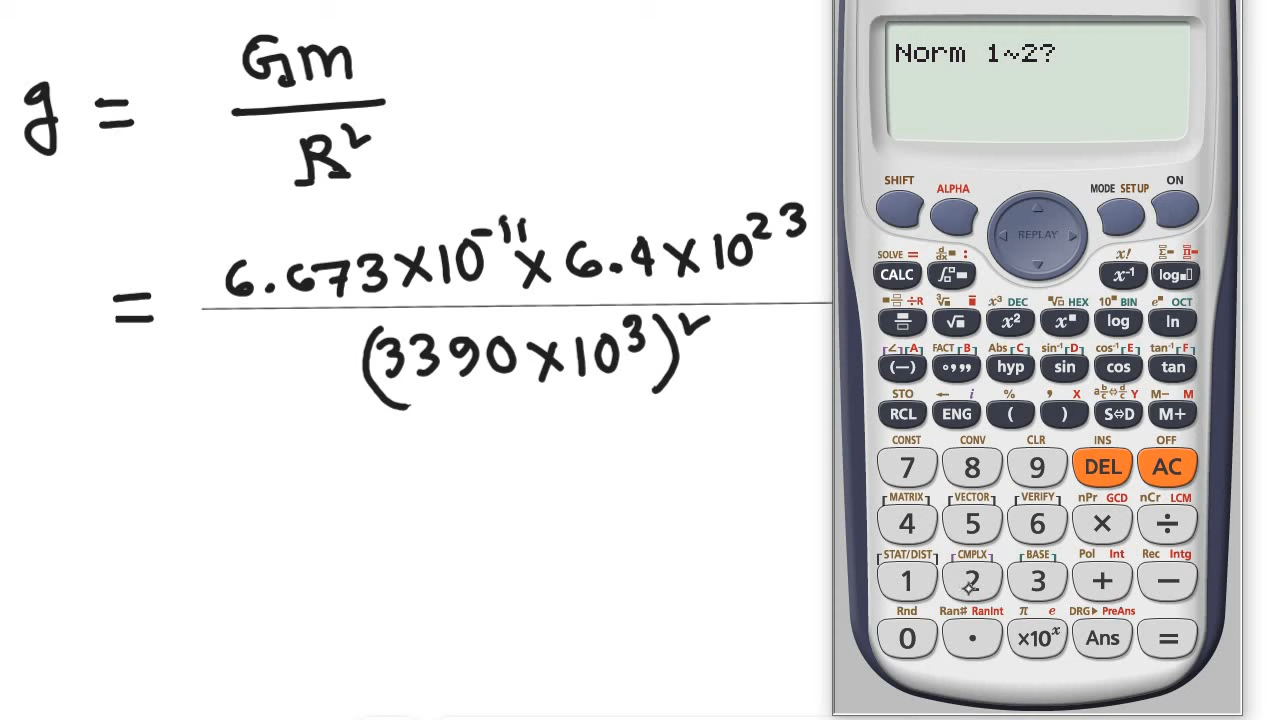 g = Gm / R²
= 6.673×10⁻¹¹ × 6.4×10²³ / (3390×10³)²
Norm 1~2?
SHIFT ALPHA REPLAY MODE SETUP ON
SOLVE = d/dx : x! Σ Π
CALC ∫ x⁻¹ log
÷R ³√ x³ DEC √ HEX 10 BIN e OCT
√ x² x log ln
∠ A FACT B Abs C sin⁻¹ D cos⁻¹ E tan⁻¹ F
(−) °,,, hyp sin cos tan
STO ← i % , X a b/c⇔d/c Y M− M
RCL ENG ( ) S⇔D M+
CONST CONV CLR INS OFF
7 8 9 DEL AC
MATRIX VECTOR VERIFY nPr GCD nCr LCM
4 5 6 × ÷
STAT/DIST CMPLX BASE Pol Int Rec Intg
1 2 3 + −
Rnd Ran# RanInt π e DRG▶ PreAns
0 . ×10ˣ Ans =